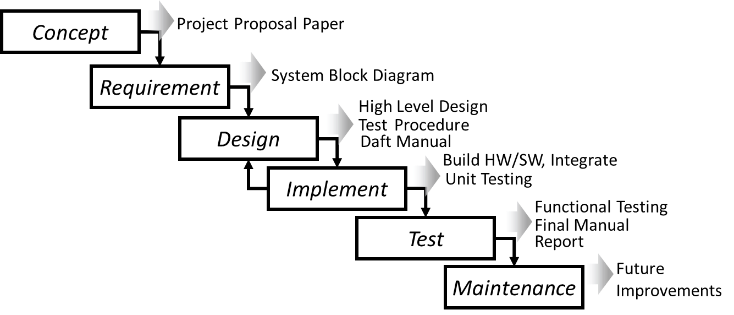 Concept
Project Proposal Paper
Requirement
System Block Diagram
Design
High Level Design
Test Procedure
Daft Manual
Implement
Build HW/SW, Integrate
Unit Testing
Test
Functional Testing
Final Manual
Report
Maintenance
Future
Improvements